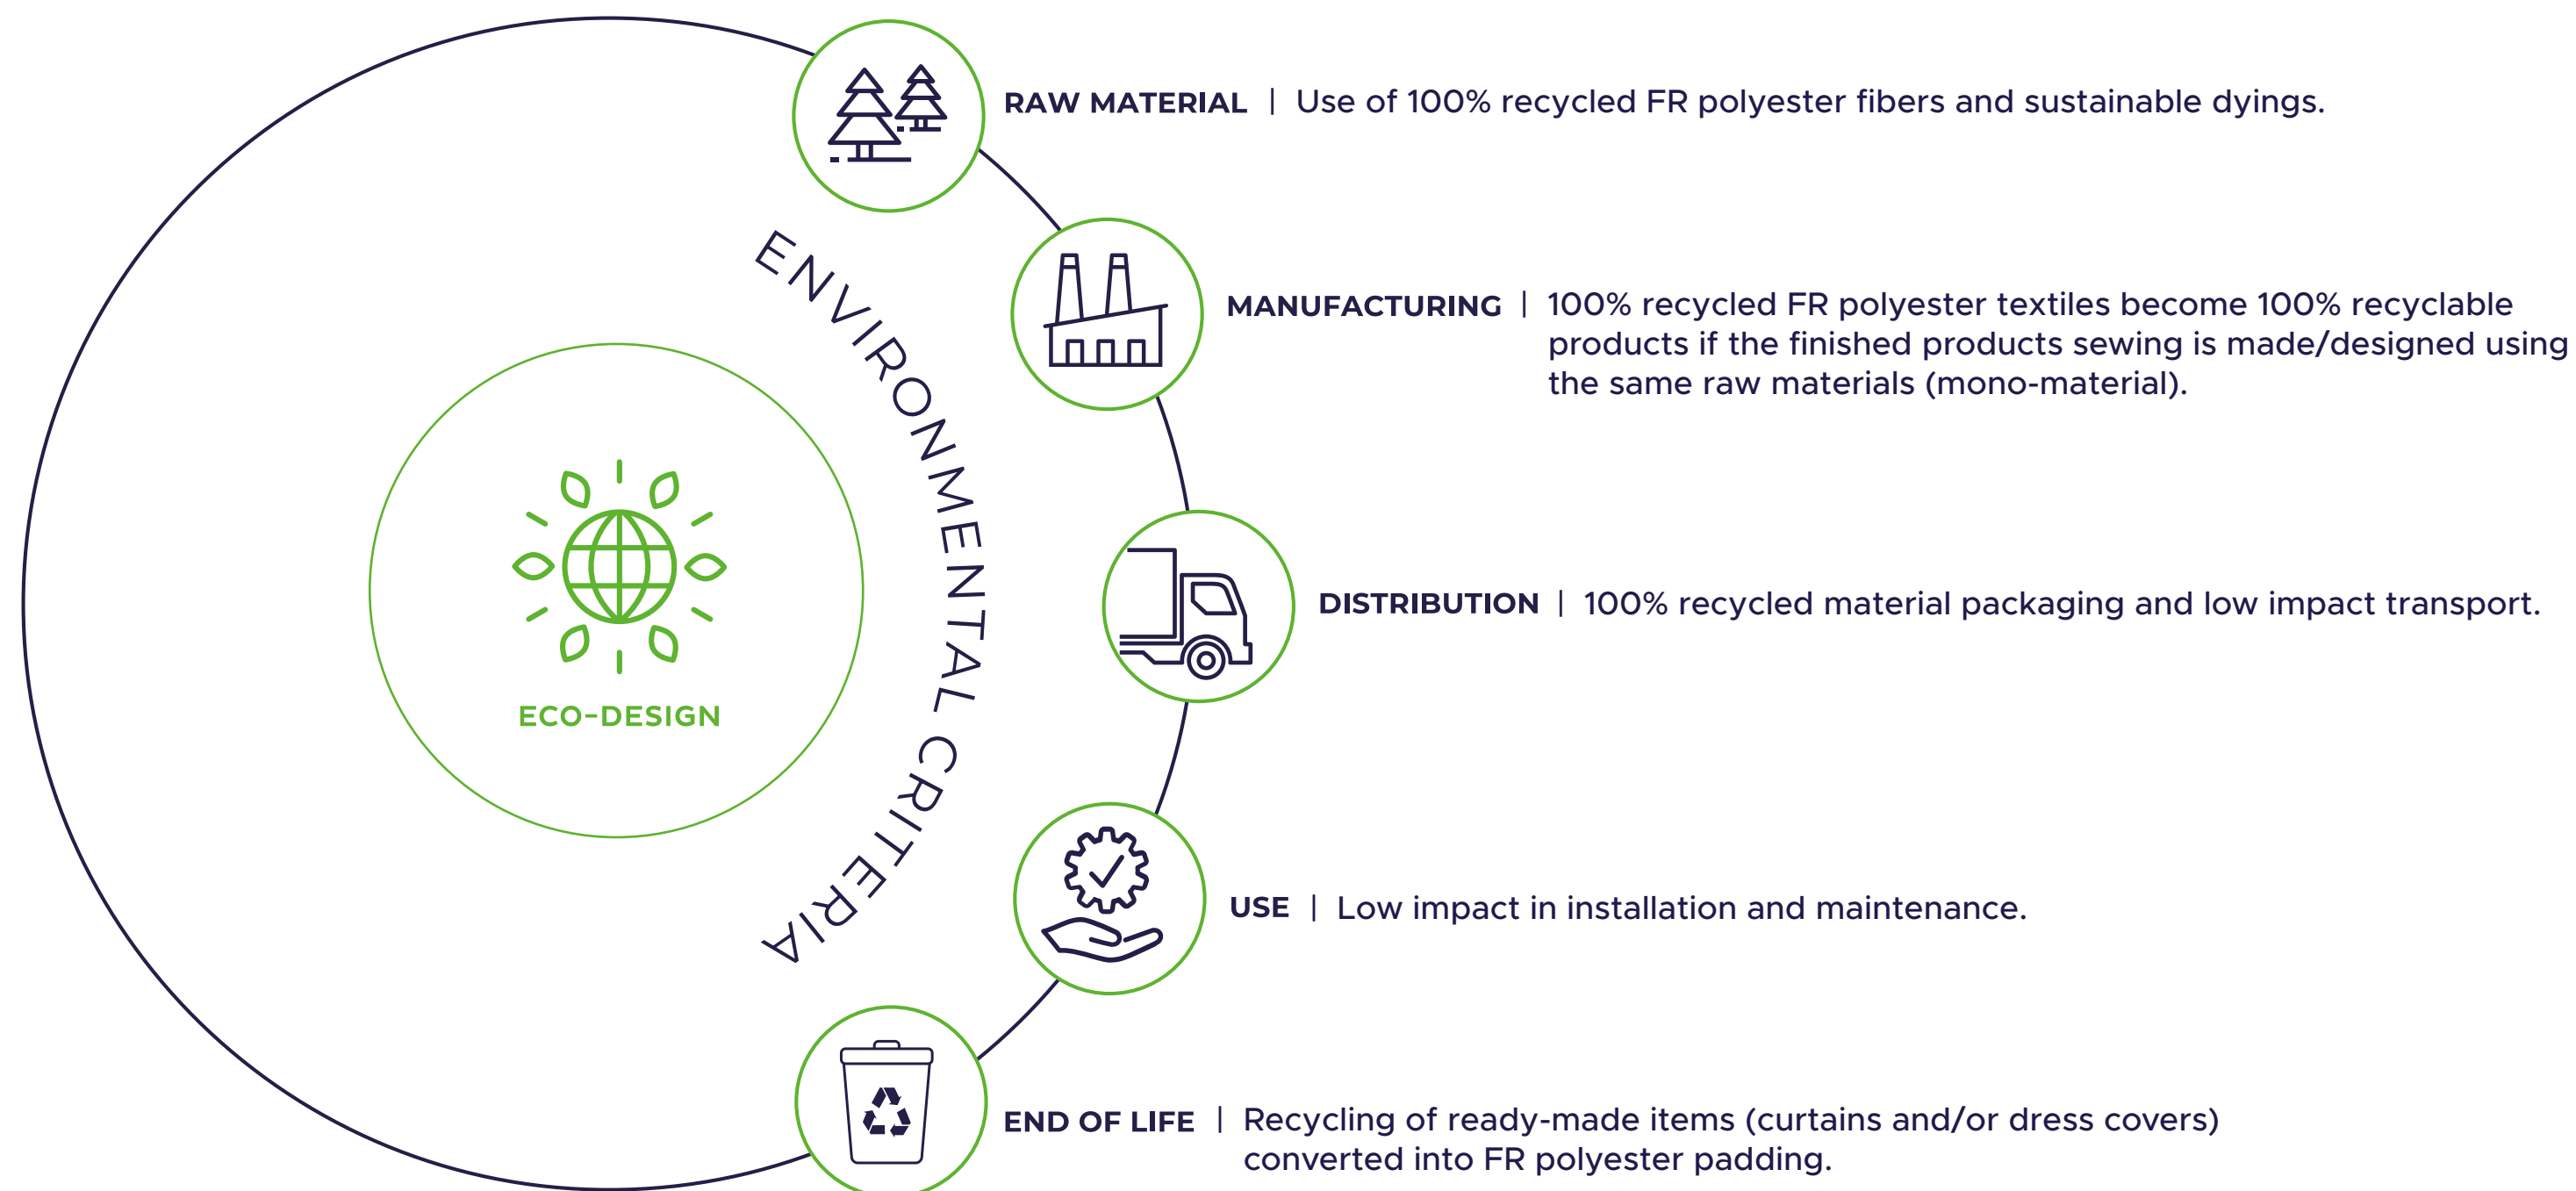 RAW MATERIAL | Use of 100% recycled FR polyester fibers and sustainable dyings.
MANUFACTURING | 100% recycled FR polyester textiles become 100% recyclable
products if the finished products sewing is made/designed using
the same raw materials (mono-material).
ENVIRONMENTAL CRITERIA
ECO-DESIGN
DISTRIBUTION | 100% recycled material packaging and low impact transport.
USE | Low impact in installation and maintenance.
END OF LIFE | Recycling of ready-made items (curtains and/or dress covers)
converted into FR polyester padding.